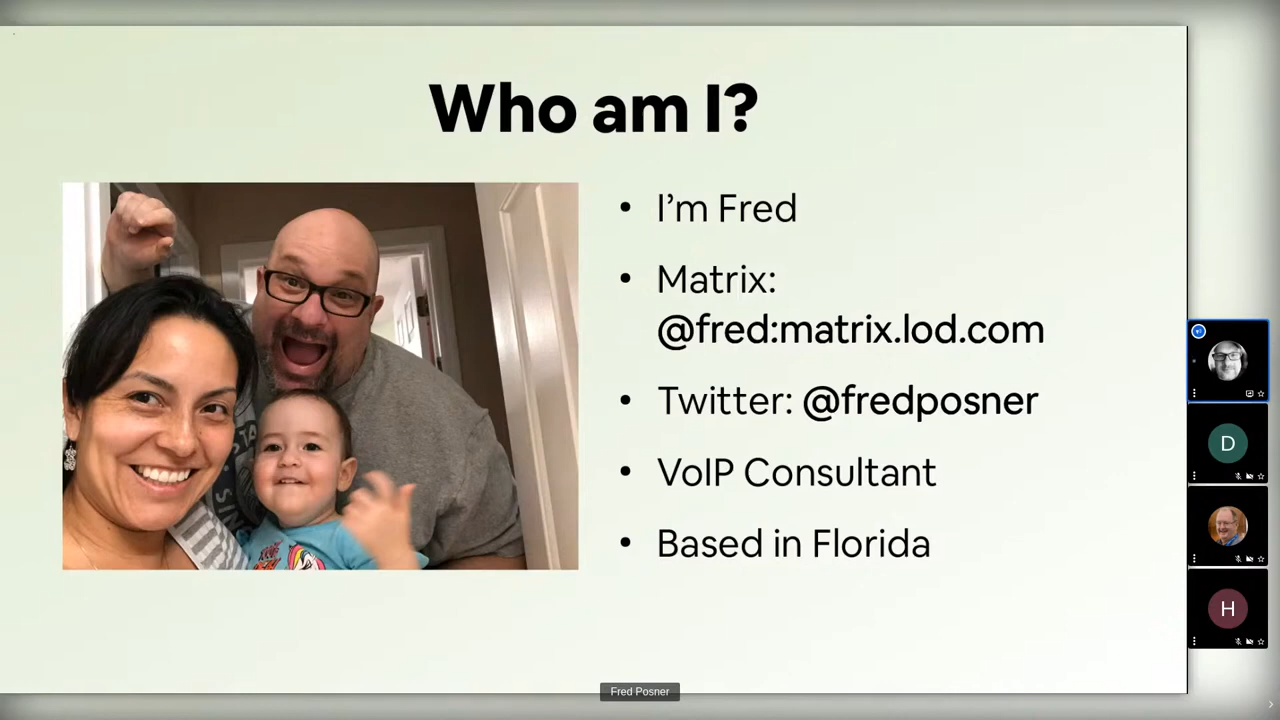 Who am I?
• I’m Fred
• Matrix:
@fred:matrix.lod.com
• Twitter: @fredposner
• VoIP Consultant
• Based in Florida
D
H
Fred Posner